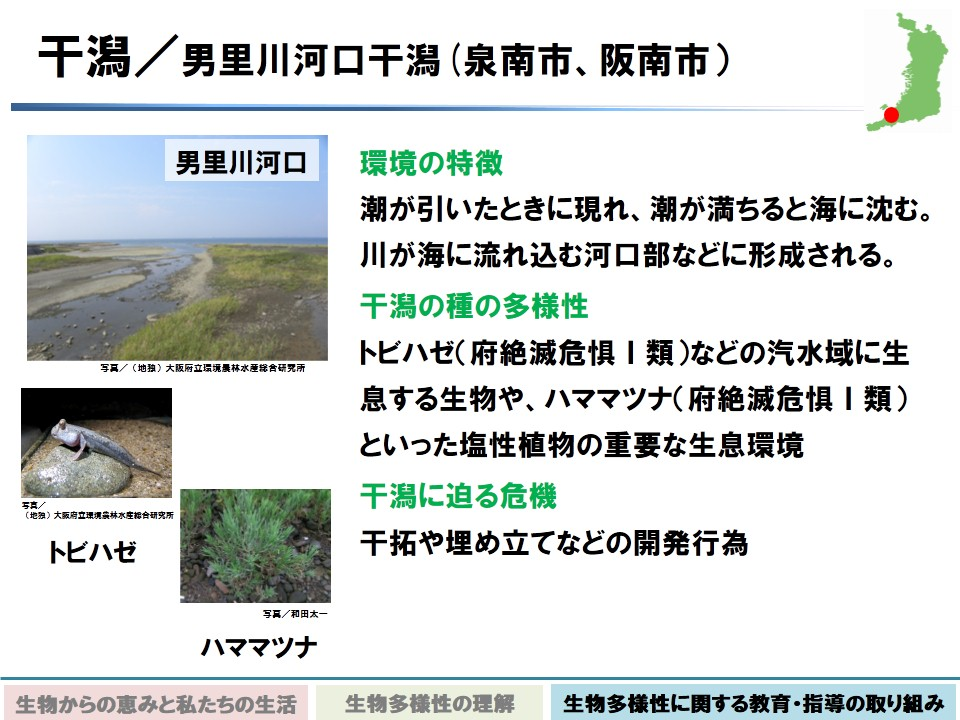 干潟／男里川河口干潟(泉南市、阪南市)
男里川河口
写真／（地独）大阪府立環境農林水産総合研究所
写真／
（地独）大阪府立環境農林水産総合研究所
トビハゼ
写真／和田太一
ハママツナ
環境の特徴
潮が引いたときに現れ、潮が満ちると海に沈む。
川が海に流れ込む河口部などに形成される。
干潟の種の多様性
トビハゼ(府絶滅危惧Ⅰ類)などの汽水域に生
息する生物や、ハママツナ(府絶滅危惧Ⅰ類)
といった塩性植物の重要な生息環境
干潟に迫る危機
干拓や埋め立てなどの開発行為
生物からの恵みと私たちの生活
生物多様性の理解
生物多様性に関する教育・指導の取り組み